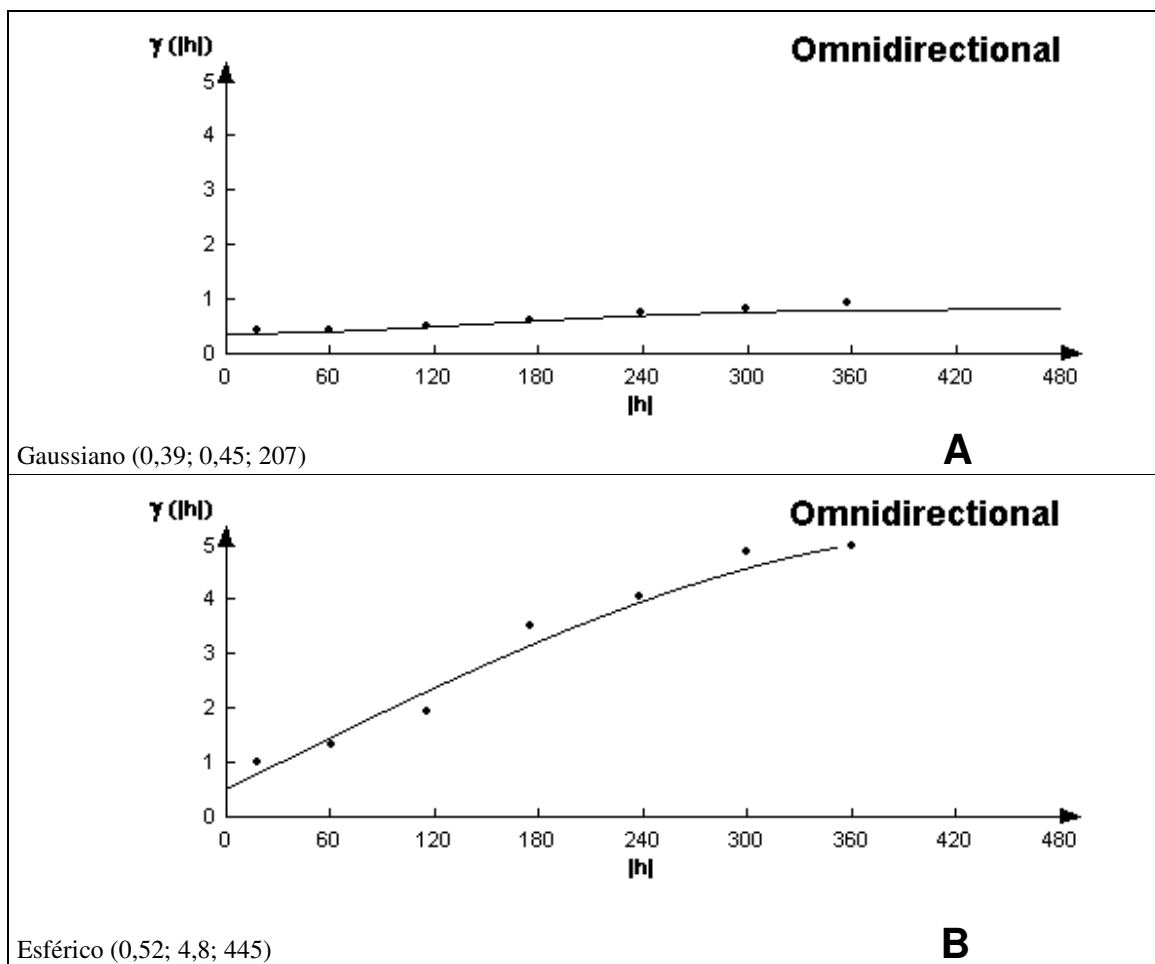 γ (|h|)
Omnidirectional
5
4
3
2
1
0
0 60 120 180 240 300 360 420 480
|h|
Gaussiano (0,39; 0,45; 207)
A
γ (|h|)
Omnidirectional
5
4
3
2
1
0
0 60 120 180 240 300 360 420 480
|h|
Esférico (0,52; 4,8; 445)
B